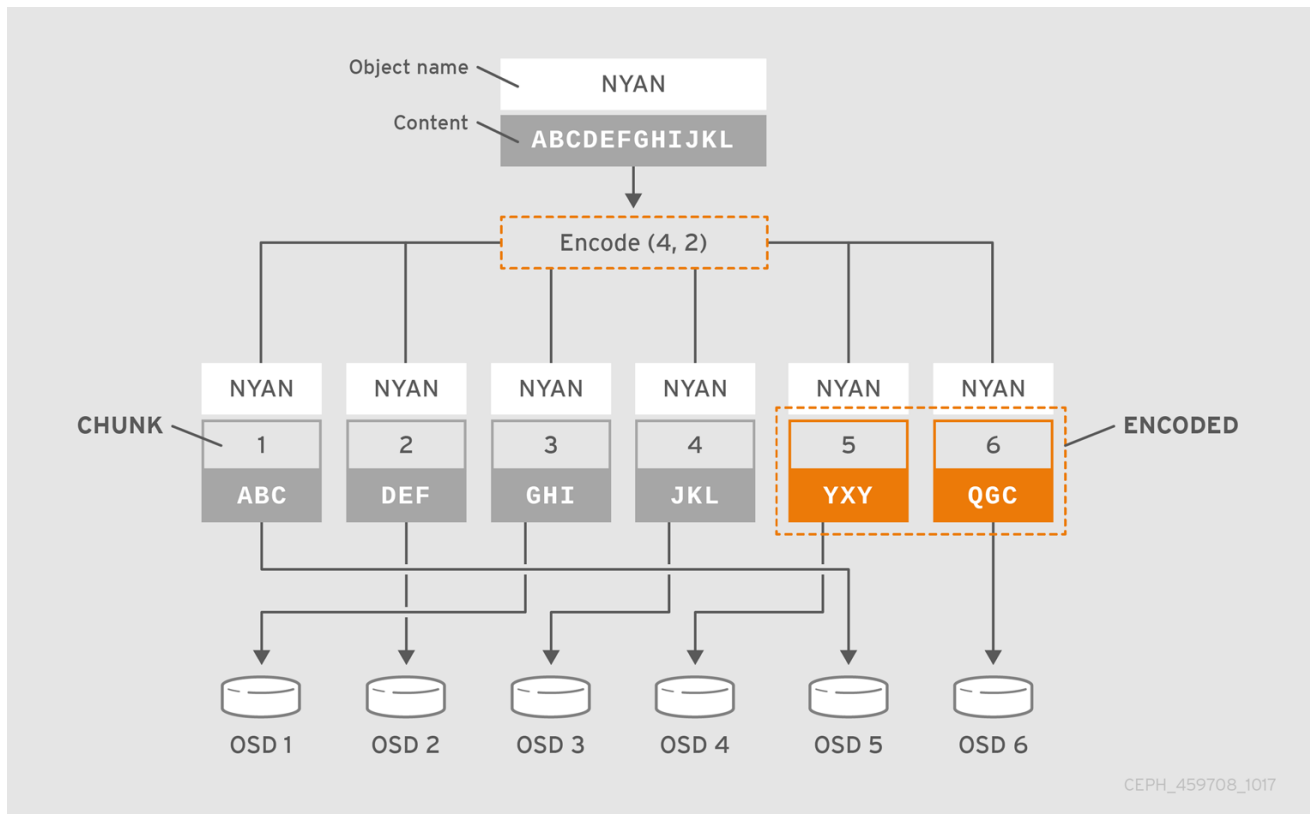 Object name
NYAN
Content
ABCDEFGHIJKL
Encode (4, 2)
NYAN NYAN NYAN NYAN NYAN NYAN
CHUNK
1 2 3 4 5 6
ENCODED
ABC DEF GHI JKL YXY QGC
OSD 1 OSD 2 OSD 3 OSD 4 OSD 5 OSD 6
CEPH_459708_1017